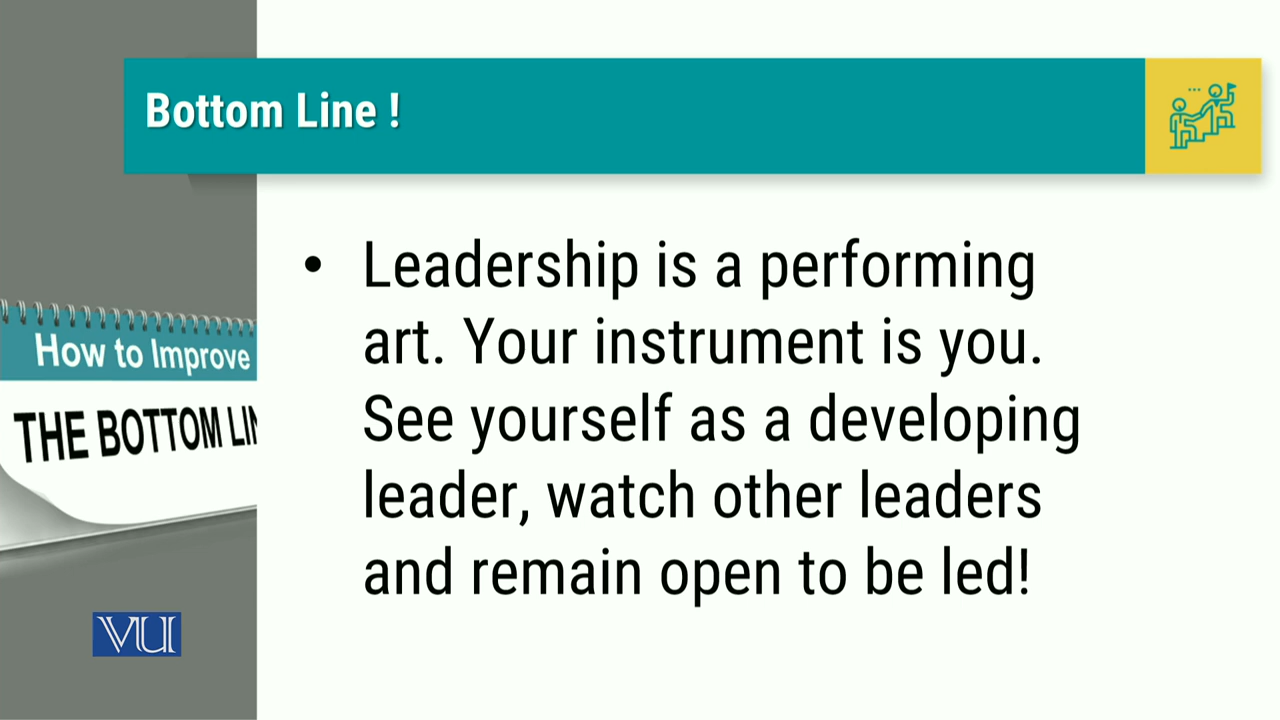 Bottom Line !
• Leadership is a performing
art. Your instrument is you.
See yourself as a developing
leader, watch other leaders
and remain open to be led!
How to Improve
THE BOTTOM LIN
VU